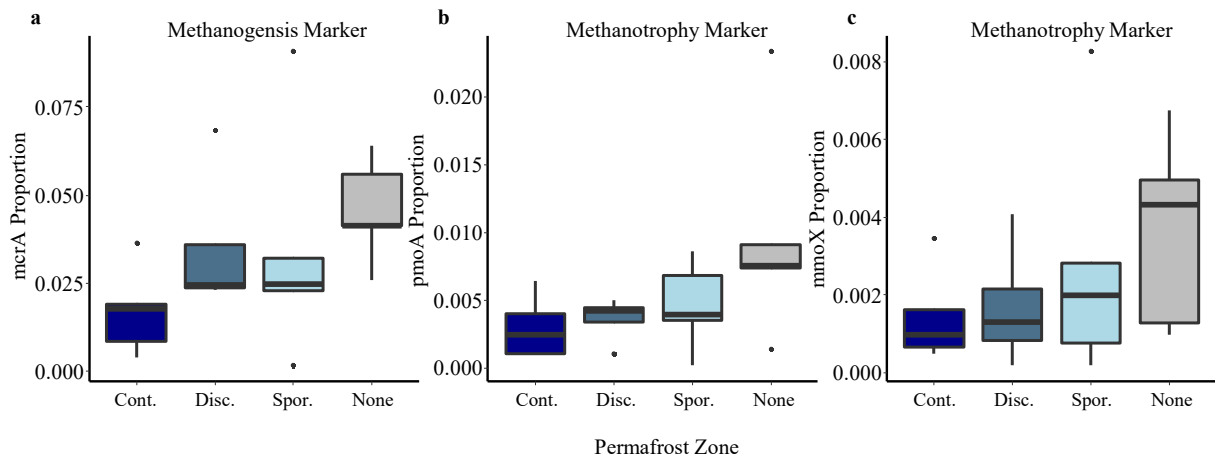 a
Methanogensis Marker
mcrA Proportion
0.075
0.050
0.025
0.000
Cont. Disc. Spor. None
b
Methanotrophy Marker
pmoA Proportion
0.020
0.015
0.010
0.005
0.000
Cont. Disc. Spor. None
c
Methanotrophy Marker
mmoX Proportion
0.008
0.006
0.004
0.002
0.000
Cont. Disc. Spor. None
Permafrost Zone